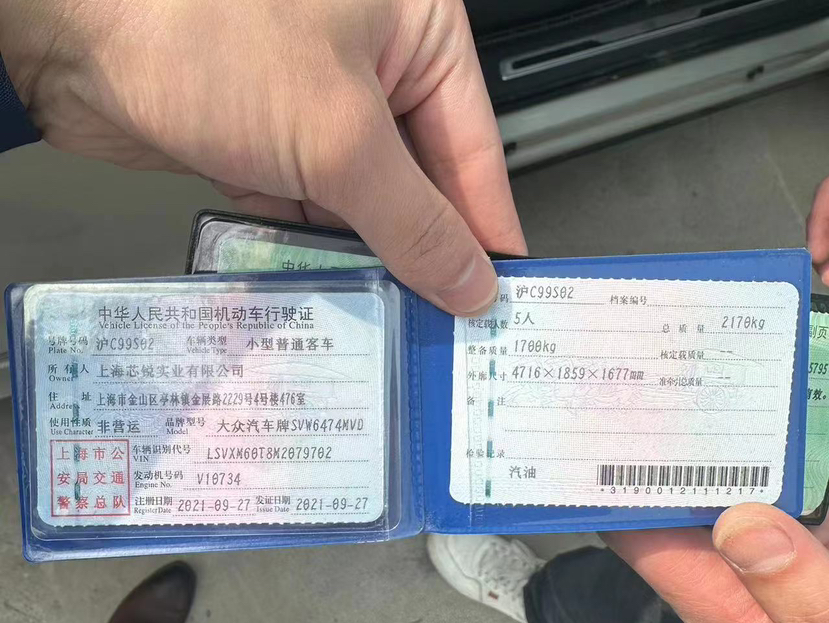 中华人
中华人民共和国机动车行驶证
Vehicle License of the People's Republic of China
号牌号码 沪C99S02 车辆类型 小型普通客车
Plate No. Vehicle Type
所有人 上海芯锐实业有限公司
Owner
住址 上海市金山区亭林镇金展路2229号4号楼476室
Address
使用性质 非营运 品牌型号 大众汽车牌SVW6474MVD
Use Character Model
上海市公
安局交通
警察总队
车辆识别代号 LSVXM60T8M2079702
VIN
发动机号码 V10734
Engine No.
注册日期 2021-09-27 发证日期 2021-09-27
Register Date Issue Date
码 沪C99S02 档案编号
核定载人数 5人 总质量 2170kg
整备质量 1700kg 核定载质量 --
外廓尺寸 4716×1859×1677 准牵引总质量 --
备注
检验记录
汽油
*3190012111217*
副页
5795
有效。